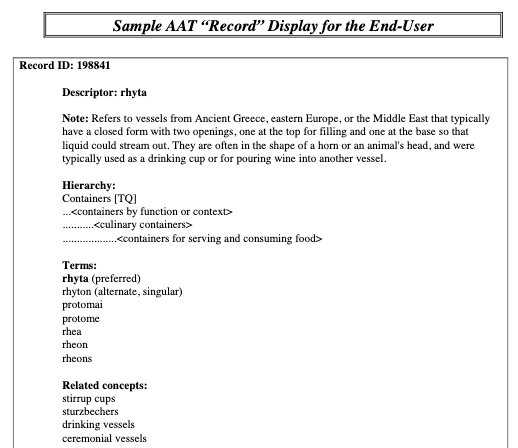 Sample AAT “Record” Display for the End-User
Record ID: 198841
Descriptor: rhyta
Note: Refers to vessels from Ancient Greece, eastern Europe, or the Middle East that typically
have a closed form with two openings, one at the top for filling and one at the base so that
liquid could stream out. They are often in the shape of a horn or an animal's head, and were
typically used as a drinking cup or for pouring wine into another vessel.
Hierarchy:
Containers [TQ]
...<containers by function or context>
..........<culinary containers>
...................<containers for serving and consuming food>
Terms:
rhyta (preferred)
rhyton (alternate, singular)
protomai
protome
rhea
rheon
rheons
Related concepts:
stirrup cups
sturzbechers
drinking vessels
ceremonial vessels